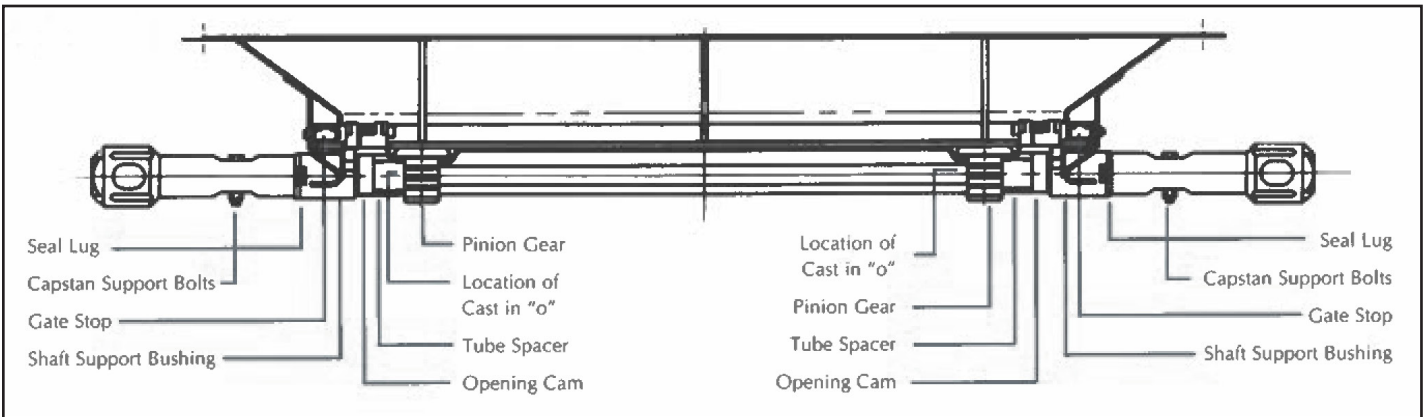 Seal Lug
Capstan Support Bolts
Gate Stop
Shaft Support Bushing
Pinion Gear
Location of
Cast in "o"
Tube Spacer
Opening Cam
Location of
Cast in "o"
Pinion Gear
Tube Spacer
Opening Cam
Seal Lug
Capstan Support Bolts
Gate Stop
Shaft Support Bushing